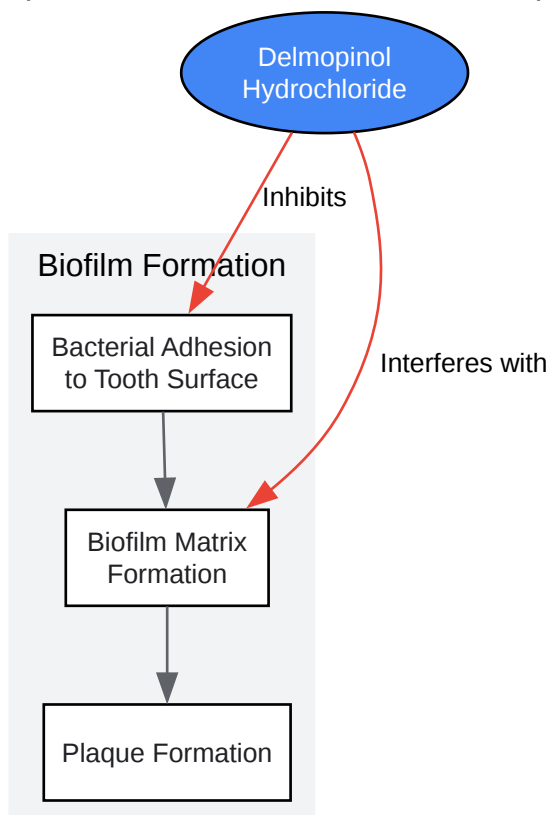 Delmopinol
Hydrochloride
Inhibits
Biofilm Formation
Bacterial Adhesion
to Tooth Surface
Interferes with
Biofilm Matrix
Formation
Plaque Formation